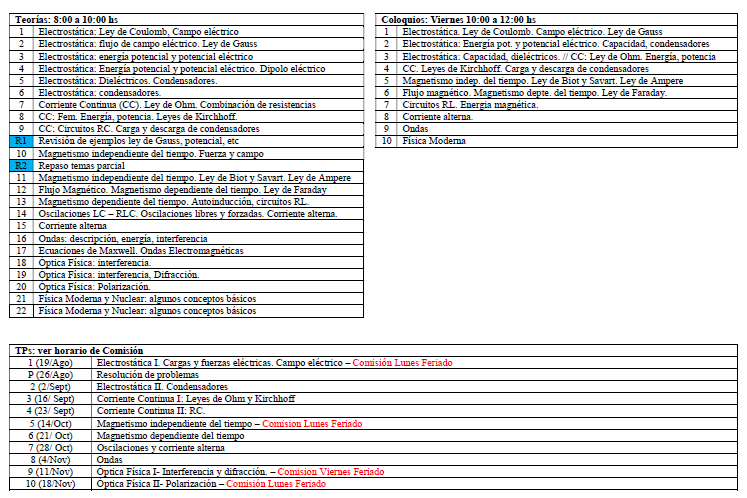 Teorías: 8:00 a 10:00 hs
1 Electrostática: Ley de Coulomb, Campo eléctrico
2 Electrostática: flujo de campo eléctrico. Ley de Gauss
3 Electrostática: energía potencial y potencial eléctrico
4 Electrostática: Energía potencial y potencial eléctrico. Dipolo eléctrico
5 Electrostática: Dieléctricos. Condensadores.
6 Electrostática: condensadores.
7 Corriente Continua (CC). Ley de Ohm. Combinación de resistencias
8 CC: Fem. Energía, potencia. Leyes de Kirchhoff.
9 CC: Circuitos RC. Carga y descarga de condensadores
R1 Revisión de ejemplos ley de Gauss, potencial, etc
10 Magnetismo independiente del tiempo. Fuerza y campo
R2 Repaso temas parcial
11 Magnetismo independiente del tiempo. Ley de Biot y Savart. Ley de Ampere
12 Flujo Magnético. Magnetismo dependiente del tiempo. Ley de Faraday
13 Magnetismo dependiente del tiempo. Autoinducción, circuitos RL.
14 Oscilaciones LC – RLC. Oscilaciones libres y forzadas. Corriente alterna.
15 Corriente alterna
16 Ondas: descripción, energía, interferencia
17 Ecuaciones de Maxwell. Ondas Electromagnéticas
18 Óptica Física: interferencia.
19 Óptica Física: interferencia, Difracción.
20 Óptica Física: Polarización.
21 Física Moderna y Nuclear: algunos conceptos básicos
22 Física Moderna y Nuclear: algunos conceptos básicos
Coloquios: Viernes 10:00 a 12:00 hs
1 Electrostática. Ley de Coulomb. Campo eléctrico. Ley de Gauss
2 Electrostática: Energía pot. y potencial eléctrico. Capacidad, condensadores
3 Electrostática: Capacidad, dieléctricos. // CC: Ley de Ohm. Energía, potencia
4 CC. Leyes de Kirchhoff. Carga y descarga de condensadores
5 Magnetismo indep. del tiempo. Ley de Biot y Savart. Ley de Ampere
6 Flujo magnético. Magnetismo depte. del tiempo. Ley de Faraday.
7 Circuitos RL. Energía magnética.
8 Corriente alterna.
9 Ondas
10 Física Moderna
TPs: ver horario de Comisión
1 (19/Ago) Electrostática I. Cargas y fuerzas eléctricas. Campo eléctrico – Comisión Lunes Feriado
P (26/Ago) Resolución de problemas
2 (2/Sept) Electrostática II. Condensadores
3 (16/ Sept) Corriente Continua I: Leyes de Ohm y Kirchhoff
4 (23/ Sept) Corriente Continua II: RC.
5 (14/Oct) Magnetismo independiente del tiempo – Comision Lunes Feriado
6 (21/ Oct) Magnetismo dependiente del tiempo
7 (28/ Oct) Oscilaciones y corriente alterna
8 (4/Nov) Ondas
9 (11/Nov) Óptica Física I- Interferencia y difracción. – Comision Viernes Feriado
10 (18/Nov) Óptica Física II- Polarización – Comisión Lunes Feriado